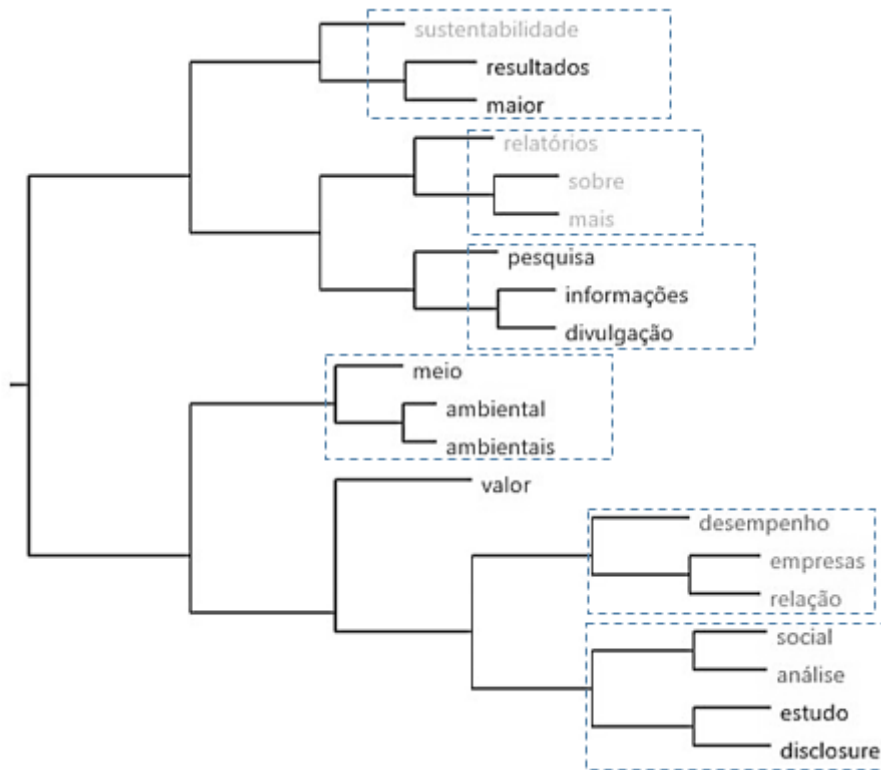 sustentabilidade
resultados
maior
relatórios
sobre
mais
pesquisa
informações
divulgação
meio
ambiental
ambientais
valor
desempenho
empresas
relação
social
análise
estudo
disclosure